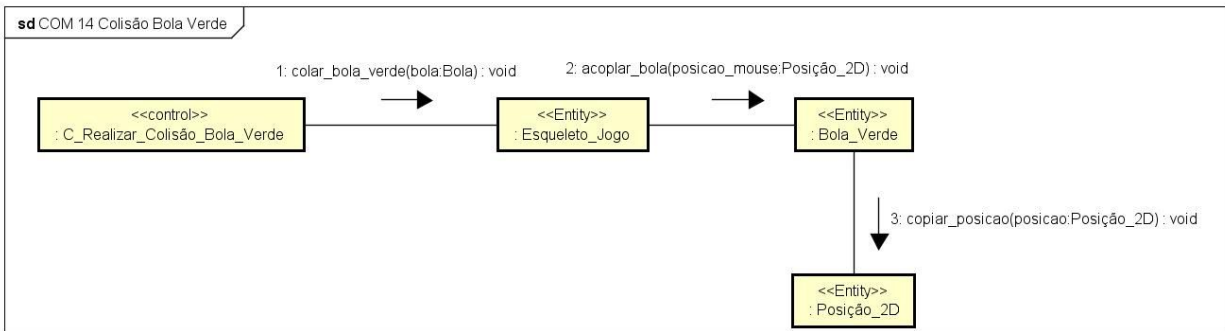 sd COM 14 Colisão Bola Verde
1: colar_bola_verde(bola:Bola) : void
2: acoplar_bola(posicao_mouse:Posição_2D) : void
<<control>>
: C_Realizar_Colisão_Bola_Verde
<<Entity>>
: Esqueleto_Jogo
<<Entity>>
: Bola_Verde
3: copiar_posicao(posicao:Posição_2D) : void
<<Entity>>
: Posição_2D